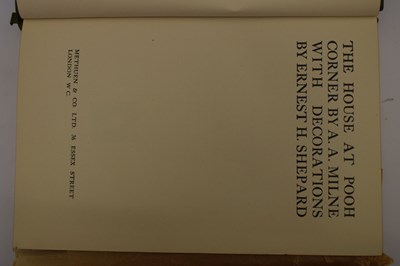 THE HOUSE AT POOH
CORNER BY A. A. MILNE
WITH DECORATIONS
BY ERNEST H. SHEPARD
METHUEN & CO. LTD. 36 ESSEX STREET
LONDON W C